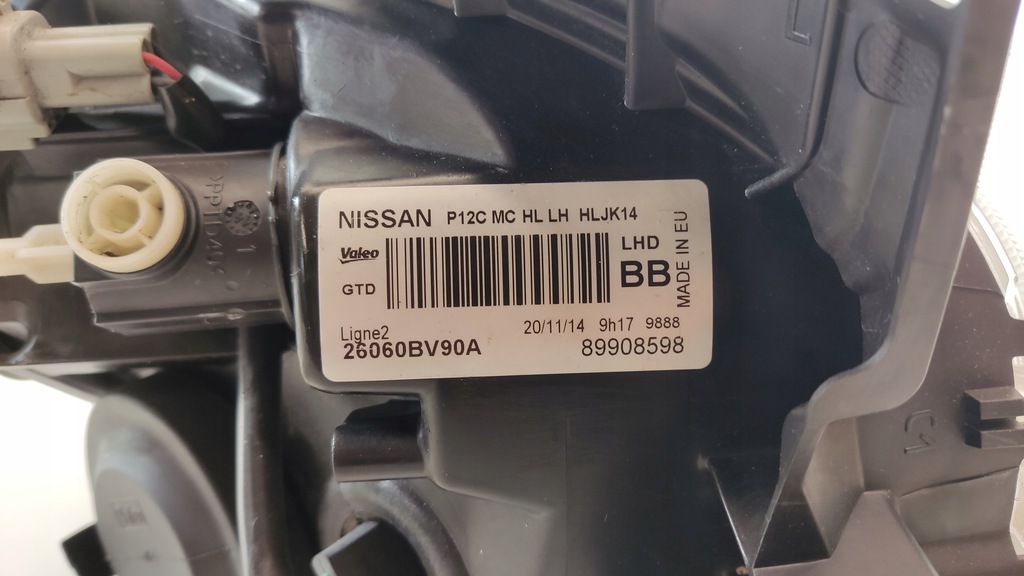 NISSAN P12C MC HL LH HLJK14
Valeo
GTD
LHD
BB
MADE IN EU
Ligne2
20/11/14 9h17 9888
26060BV90A
89908598